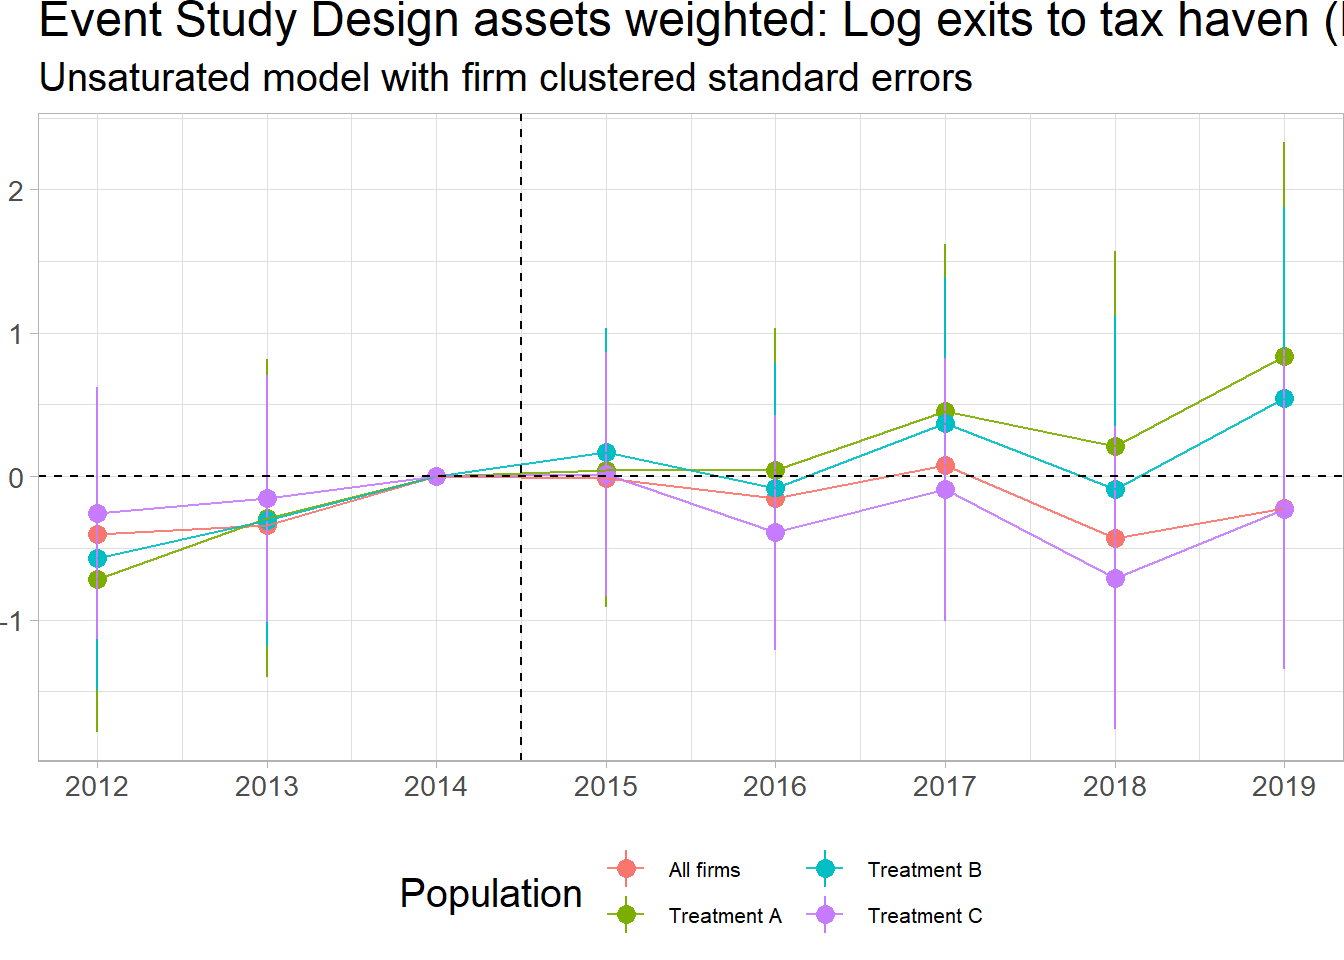 Event Study Design assets weighted: Log exits to tax haven (
Unsaturated model with firm clustered standard errors
2
1
0
-1
2012 2013 2014 2015 2016 2017 2018 2019
Population
All firms Treatment B
Treatment A Treatment C